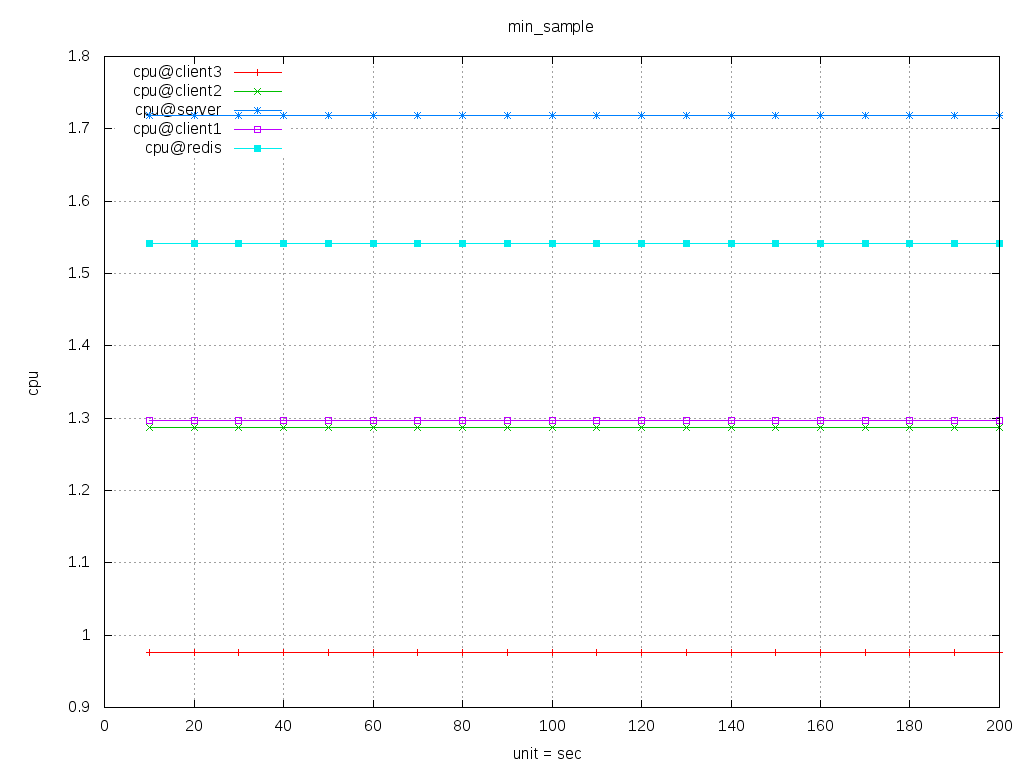 min_sample
1.8
1.7
1.6
1.5
1.4
1.3
1.2
1.1
1
0.9
cpu
cpu@client3
cpu@client2
cpu@server
cpu@client1
cpu@redis
0 20 40 60 80 100 120 140 160 180 200
unit = sec